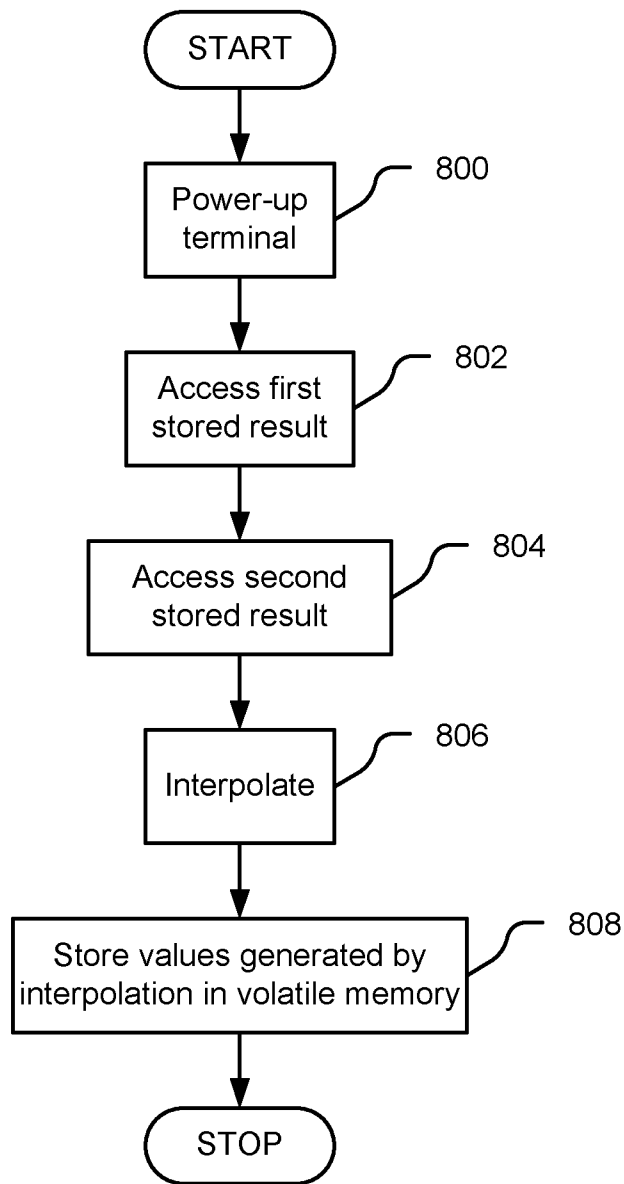 START
800
Power-up
terminal
802
Access first
stored result
804
Access second
stored result
806
Interpolate
808
Store values generated by
interpolation in volatile memory
STOP